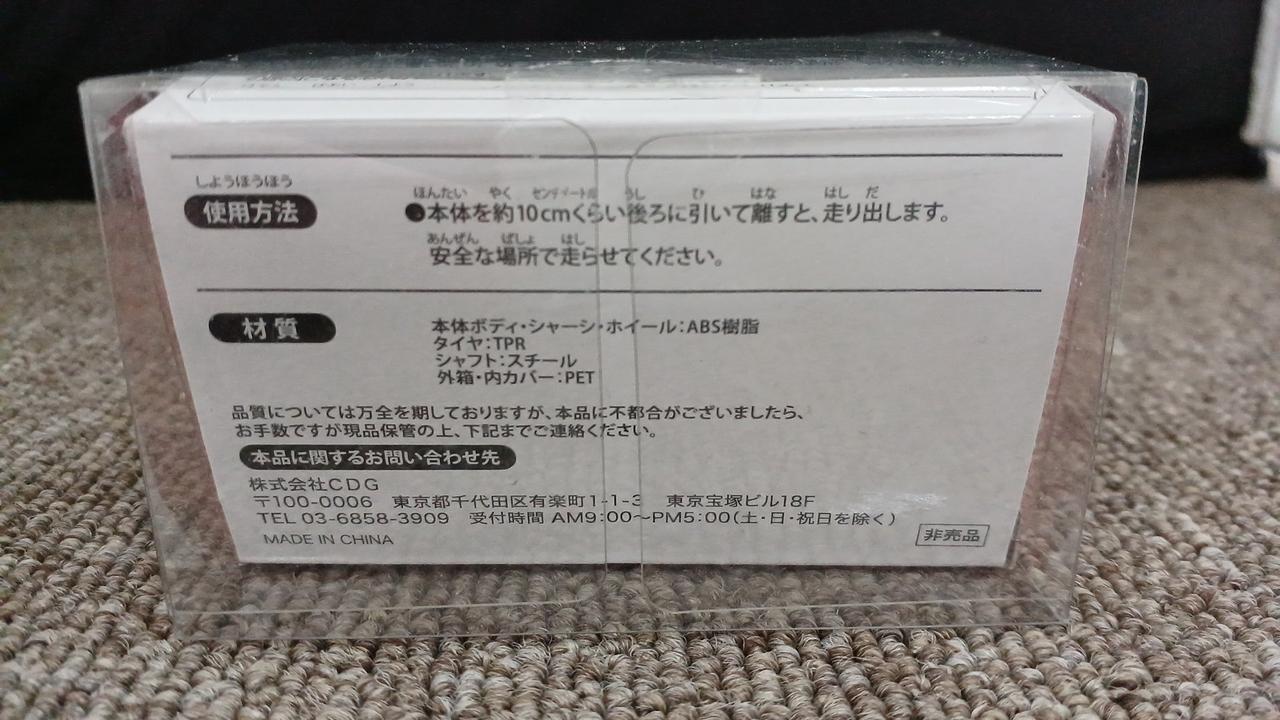 しようほうほう
使用方法
ほんたい やく センチメートル うし ひ はな はし だ
●本体を約10cmくらい後ろに引いて離すと、走り出します。
あんぜん ばしょ はし
安全な場所で走らせてください。
材質
本体ボディ・シャーシ・ホイール：ABS樹脂
タイヤ：TPR
シャフト：スチール
外箱・内カバー：PET
品質については万全を期しておりますが、本品に不都合がございましたら、
お手数ですが現品保管の上、下記までご連絡ください。
本品に関するお問い合わせ先
株式会社CDG
〒100-0006 東京都千代田区有楽町1-1-3 東京宝塚ビル18F
TEL 03-6858-3909 受付時間 AM9:00～PM5:00(土・日・祝日を除く)
MADE IN CHINA
非売品